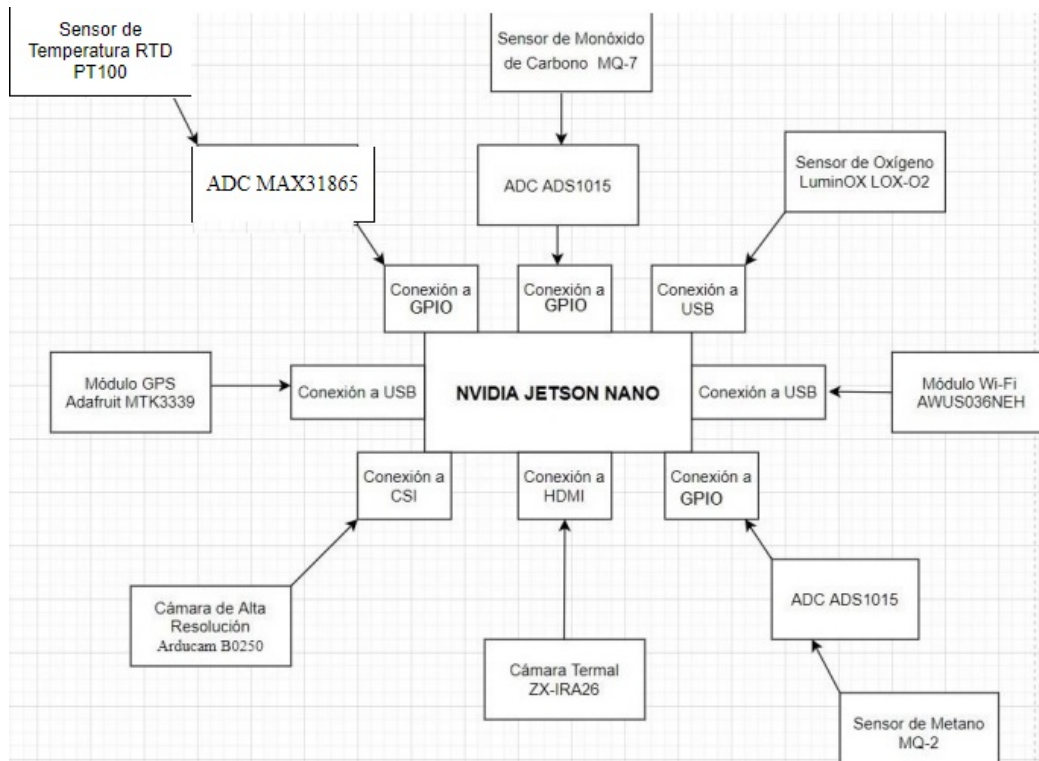 Sensor de
Temperatura RTD
PT100
Sensor de Monóxido
de Carbono MQ-7
ADC MAX31865
ADC ADS1015
Sensor de Oxígeno
LuminOX LOX-O2
Conexión a
GPIO
Conexión a
GPIO
Conexión a
USB
Módulo GPS
Adafruit MTK3339
Conexión a USB
NVIDIA JETSON NANO
Conexión a USB
Módulo Wi-Fi
AWUS036NEH
Conexión a
CSI
Conexión a
HDMI
Conexión a
GPIO
Cámara de Alta
Resolución
Arducam B0250
Cámara Termal
ZX-IRA26
ADC ADS1015
Sensor de Metano
MQ-2